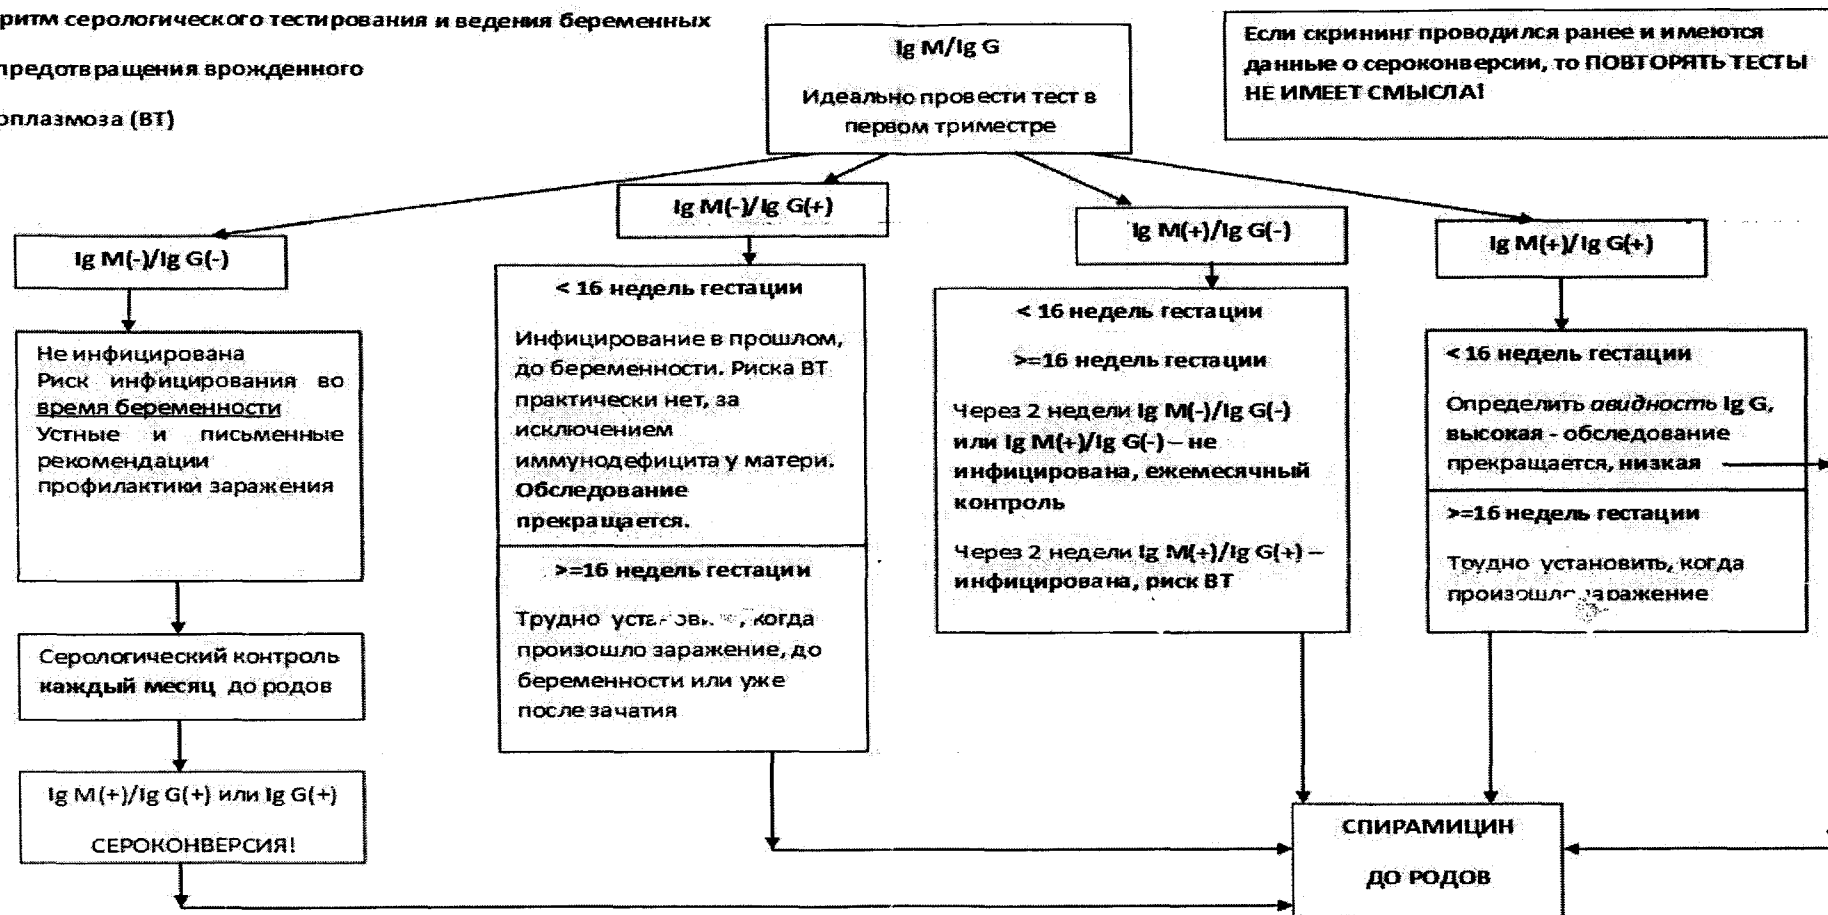 ритм серологического тестирования и ведения беременных
предотвращения врожденного
оплазмоза (ВТ)
Ig M/Ig G
Идеально провести тест в
первом триместре
Если скрининг проводился ранее и имеются
данные о сероконверсии, то ПОВТОРЯТЬ ТЕСТЫ
НЕ ИМЕЕТ СМЫСЛА!
Ig M(-)/Ig G(-)
Не инфицирована
Риск инфицирования во
время беременности
Устные и письменные
рекомендации
профилактики заражения
Серологический контроль
каждый месяц до родов
Ig M(+)/Ig G(+) или Ig G(+)
СЕРОКОНВЕРСИЯ!
Ig M(-)/Ig G(+)
< 16 недель гестации
Инфицирование в прошлом,
до беременности. Риска ВТ
практически нет, за
исключением
иммунодефицита у матери.
Обследование
прекращается.
>=16 недель гестации
Трудно когда
произошло заражение, до
беременности или уже
после зачатия
Ig M(+)/Ig G(-)
< 16 недель гестации
>=16 недель гестации
Через 2 недели Ig M(-)/Ig G(-)
или Ig M(+)/Ig G(-) – не
инфицирована, ежемесячный
контроль
Через 2 недели Ig M(+)/Ig G(+) –
инфицирована, риск ВТ
Ig M(+)/Ig G(+)
< 16 недель гестации
Определить авидность Ig G,
высокая - обследование
прекращается, низкая
>=16 недель гестации
Трудно установить, когда
произошло заражение
СПИРАМИЦИН
ДО РОДОВ